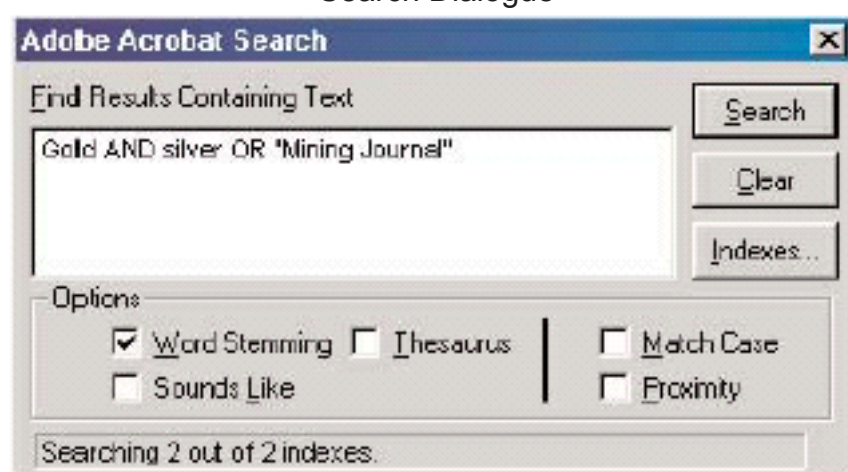 Search Dialogue
Adobe Acrobat Search
Find Results Containing Text
Search
Gold AND silver OR "Mining Journal"
Clear
Indexes...
Options
Word Stemming Thesaurus Match Case
Sounds Like Proximity
Searching 2 out of 2 indexes.